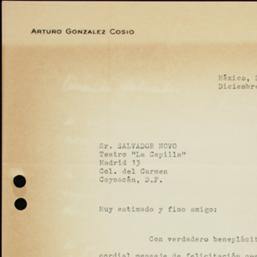 ARTURO GONZALEZ COSIO
México,
Diciembre
Sr. SALVADOR NOVO
Teatro "La Capilla"
Madrid 13
Col. del Carmen
Coyoacán, D.F.
Muy estimado y fino amigo:
Con verdadero beneplácit
cordial mensaje de felicitación